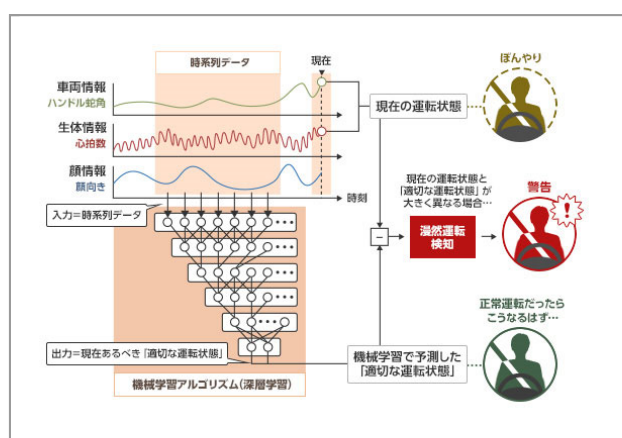 時系列データ
現在
ぼんやり
車両情報
ハンドル蛇角
現在の運転状態
生体情報
心拍数
顔情報
顔向き
時刻
現在の運転状態と
「適切な運転状態」が
大きく異なる場合…
警告
入力=時系列データ
漫然運転
検知
正常運転だったら
こうなるはず…
出力=現在あるべき「適切な運転状態」
機械学習で予測した
「適切な運転状態」
機械学習アルゴリズム(深層学習)